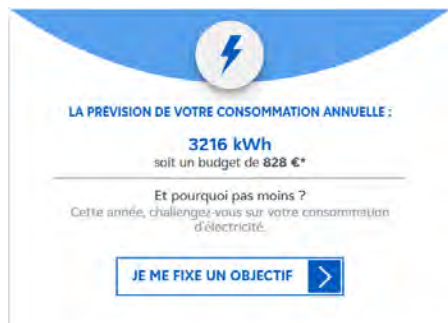 LA PRÉVISION DE VOTRE CONSOMMATION ANNUELLE :
3216 kWh
soit un budget de 828 €*
Et pourquoi pas moins ?
Cette année, challengez-vous sur votre consommation
d'électricité.
JE ME FIXE UN OBJECTIF